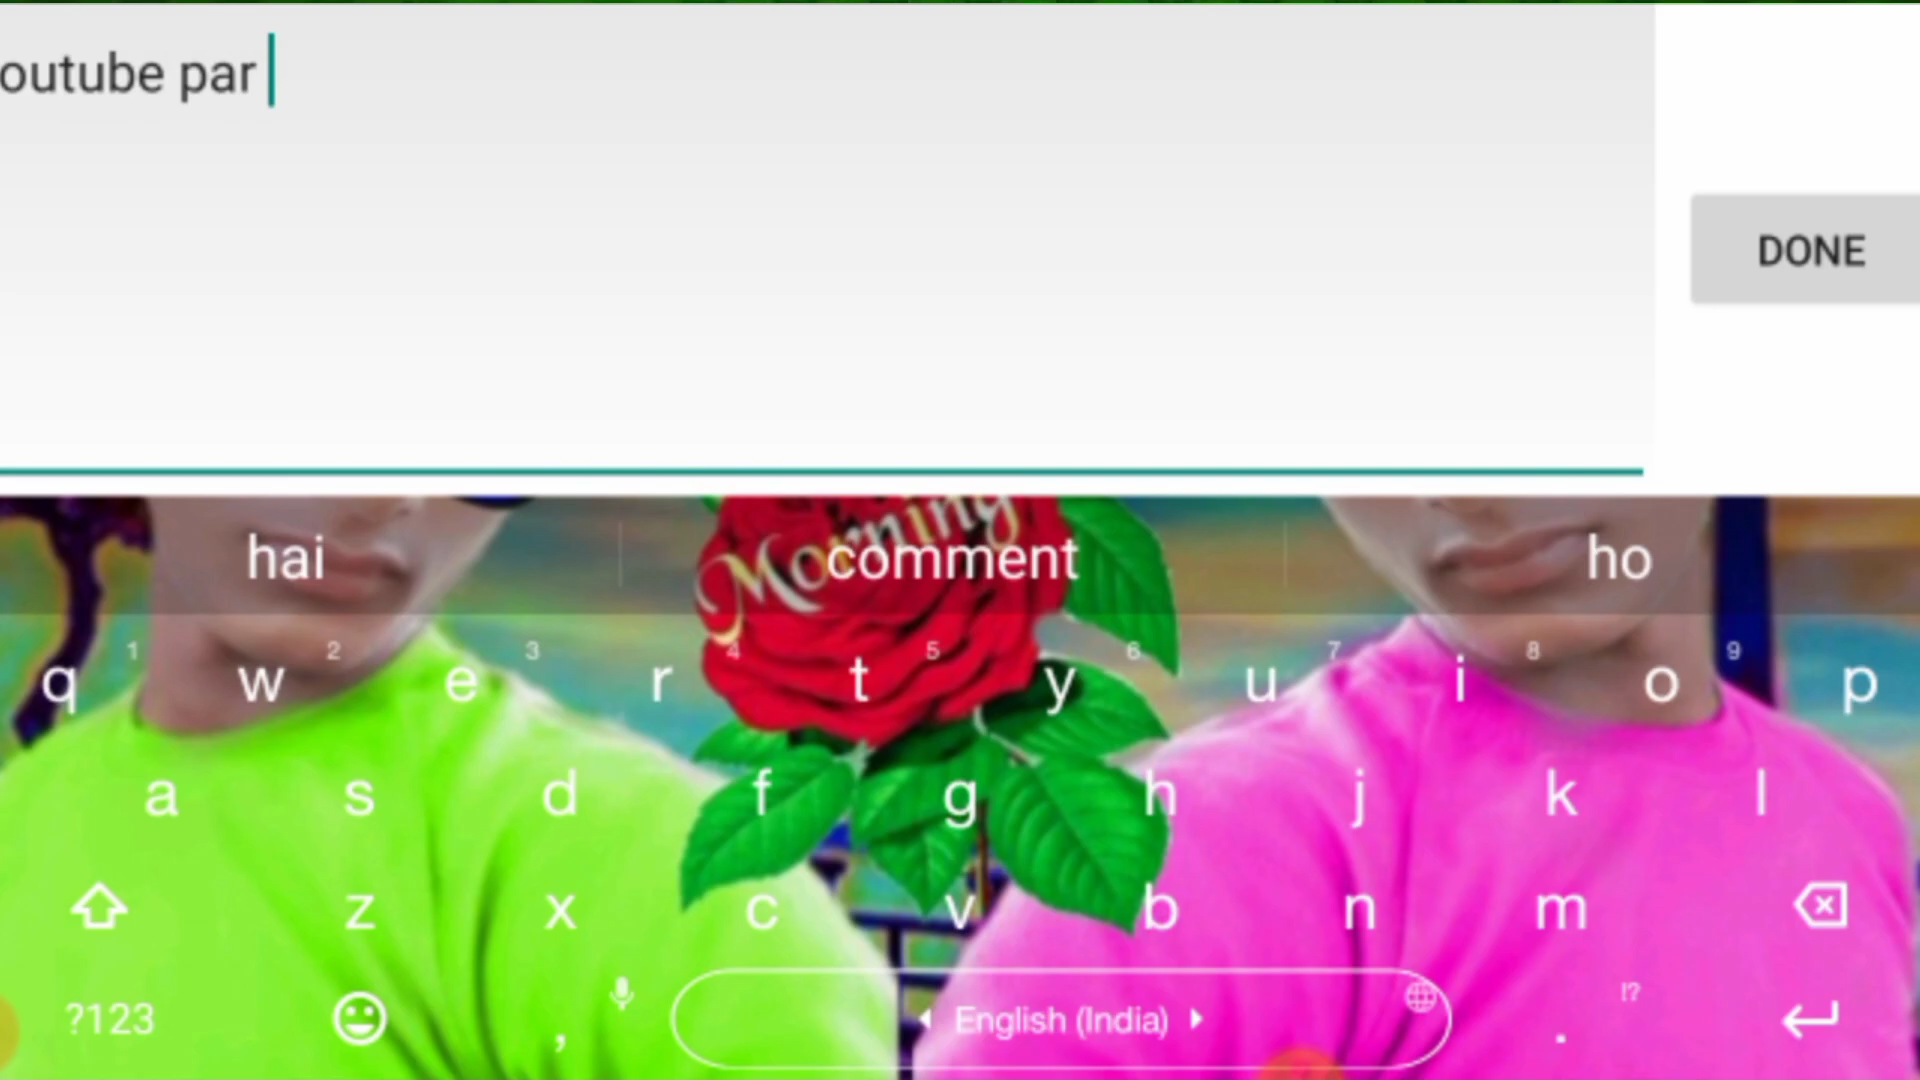 outube par
DONE
Morning
hai comment ho
1 2 3 4 5 6 7 8 9
q w e r t y u i o p
a s d f g h j k l
z x c v b n m
!?
?123 , English (India) .